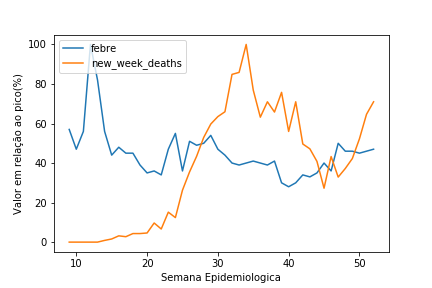 febre
new_week_deaths
Valor em relação ao pico(%)
100
80
60
40
20
0
10 20 30 40 50
Semana Epidemiologica